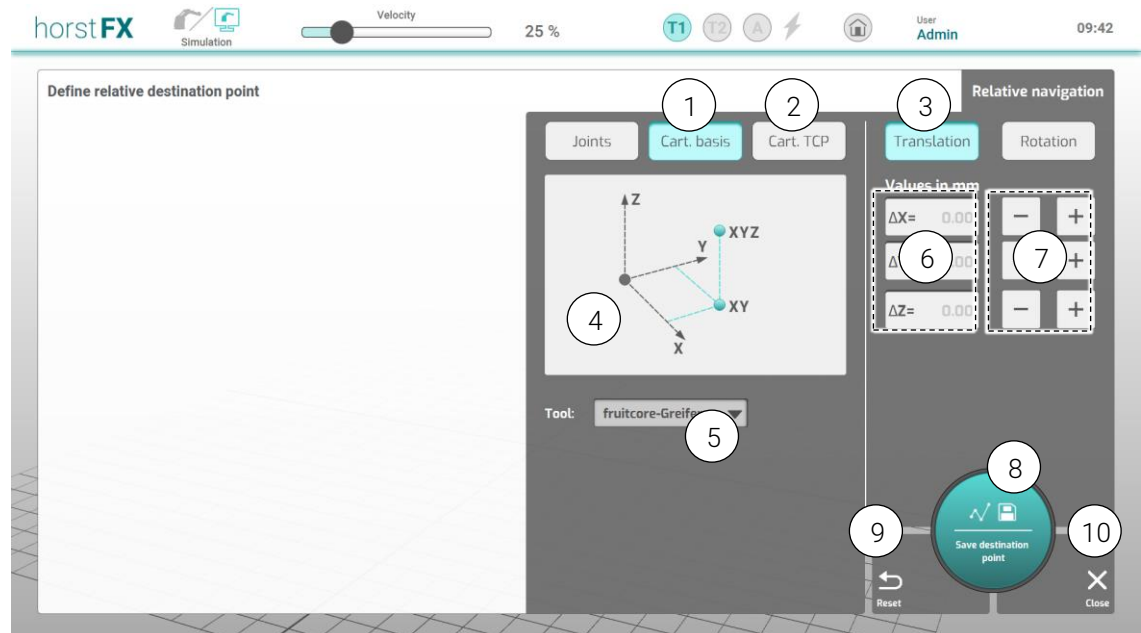 horstFX
Simulation
Velocity
25 %
T1
T2
A
User
Admin
09:42
Define relative destination point
Relative navigation
1
2
3
Joints
Cart. basis
Cart. TCP
Translation
Rotation
Values in mm
Z
XYZ
Y
XY
X
4
ΔX= 0.00
6
7
ΔZ= 0.00
Tool:
fruitcore-Greifer
5
8
Save destination
point
9
10
Reset
Close